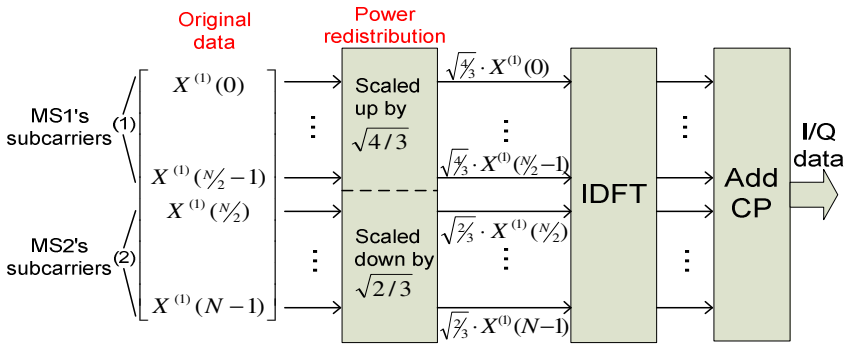 Original
data
Power
redistribution
MS1's
subcarriers
(1)
X⁽¹⁾(0)
⋮
X⁽¹⁾(N/2−1)
MS2's
subcarriers
(2)
X⁽¹⁾(N/2)
⋮
X⁽¹⁾(N−1)
Scaled
up by
√4/3
Scaled
down by
√2/3
√4/3 · X⁽¹⁾(0)
√4/3 · X⁽¹⁾(N/2−1)
√2/3 · X⁽¹⁾(N/2)
√2/3 · X⁽¹⁾(N−1)
IDFT
Add
CP
I/Q
data